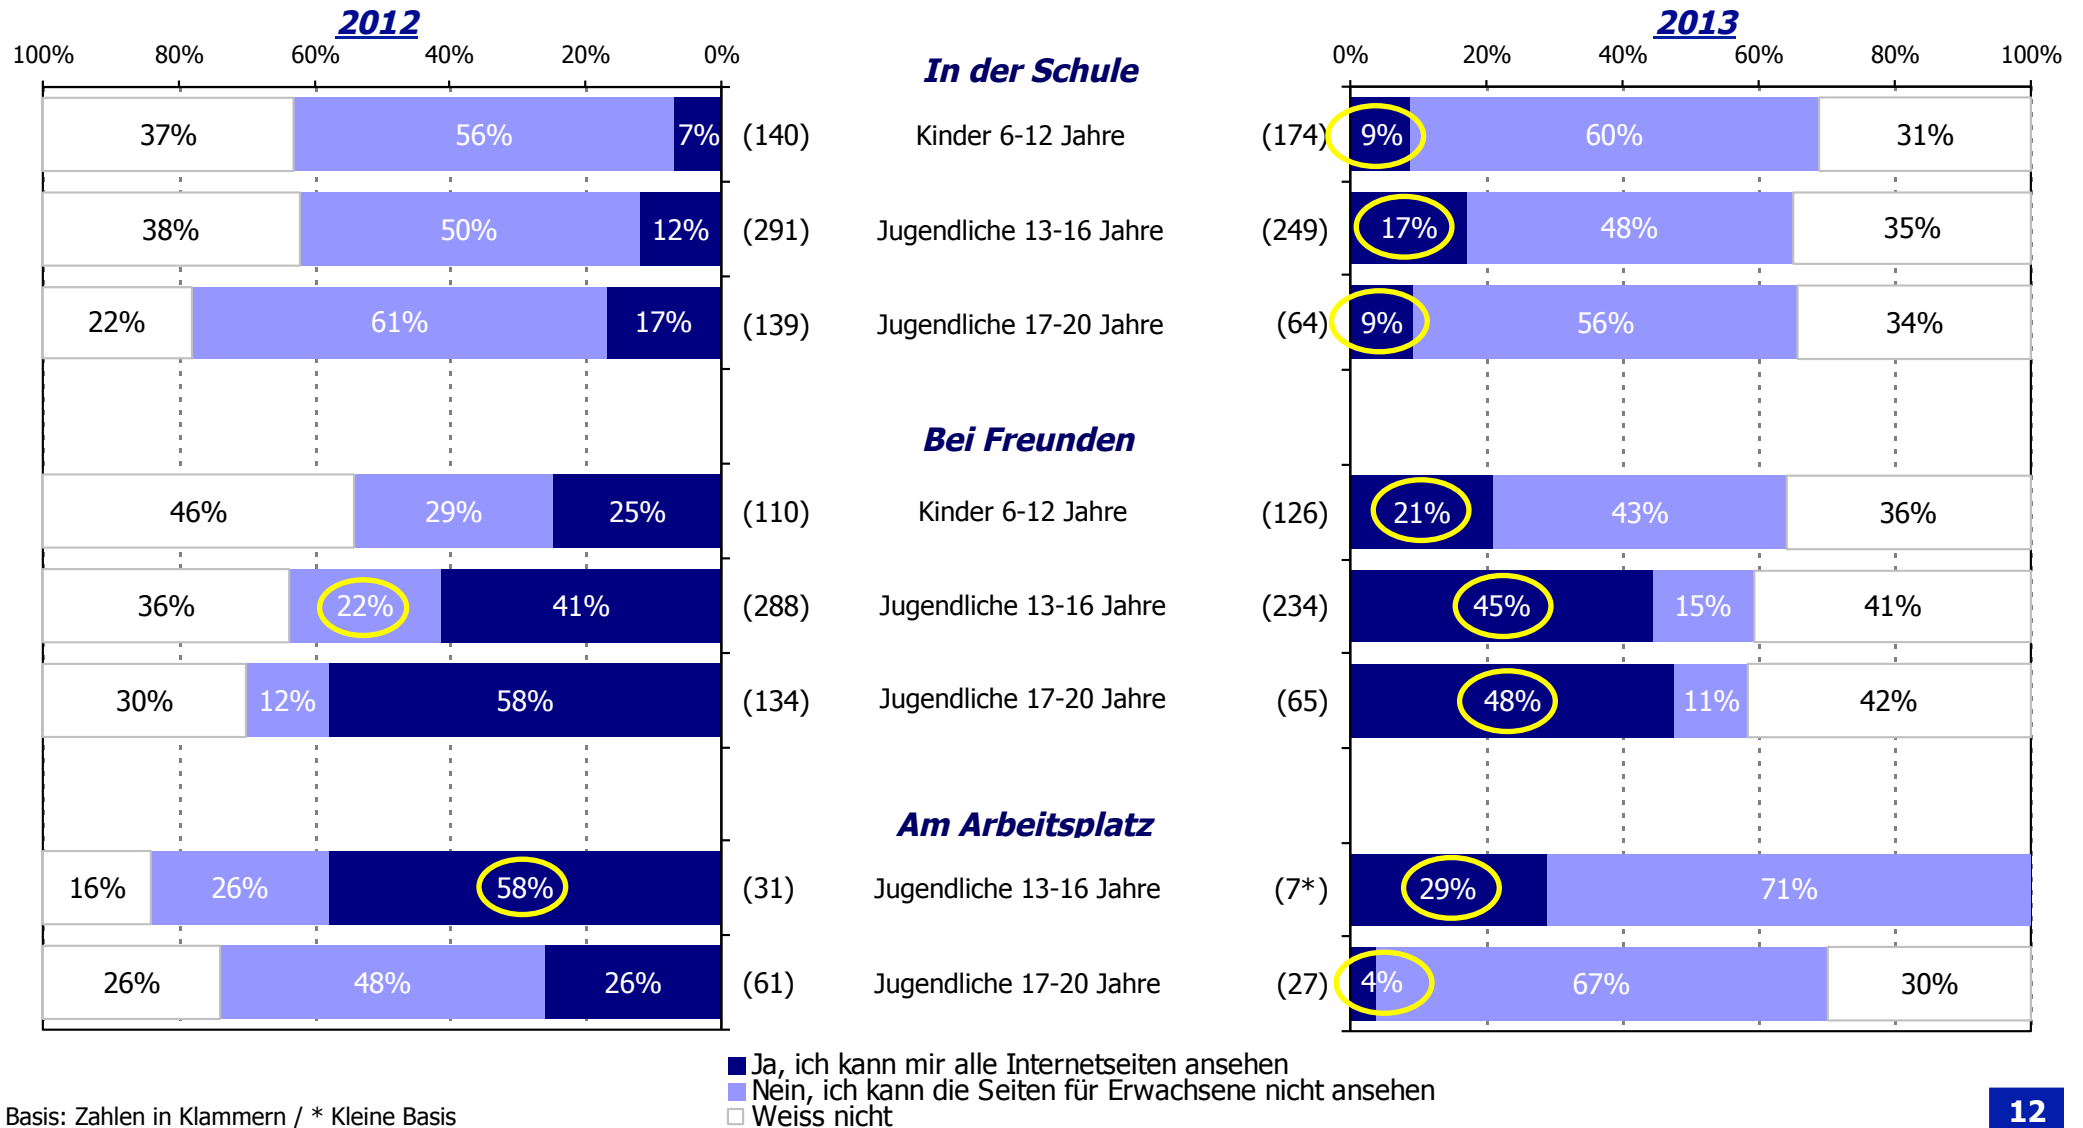 2012 2013
100% 80% 60% 40% 20% 0% 0% 20% 40% 60% 80% 100%
In der Schule
37% 56% 7% (140) Kinder 6-12 Jahre (174) 9% 60% 31%
38% 50% 12% (291) Jugendliche 13-16 Jahre (249) 17% 48% 35%
22% 61% 17% (139) Jugendliche 17-20 Jahre (64) 9% 56% 34%
Bei Freunden
46% 29% 25% (110) Kinder 6-12 Jahre (126) 21% 43% 36%
36% 22% 41% (288) Jugendliche 13-16 Jahre (234) 45% 15% 41%
30% 12% 58% (134) Jugendliche 17-20 Jahre (65) 48% 11% 42%
Am Arbeitsplatz
16% 26% 58% (31) Jugendliche 13-16 Jahre (7*) 29% 71%
26% 48% 26% (61) Jugendliche 17-20 Jahre (27) 4% 67% 30%
Ja, ich kann mir alle Internetseiten ansehen
Nein, ich kann die Seiten für Erwachsene nicht ansehen
Weiss nicht
Basis: Zahlen in Klammern / * Kleine Basis
12